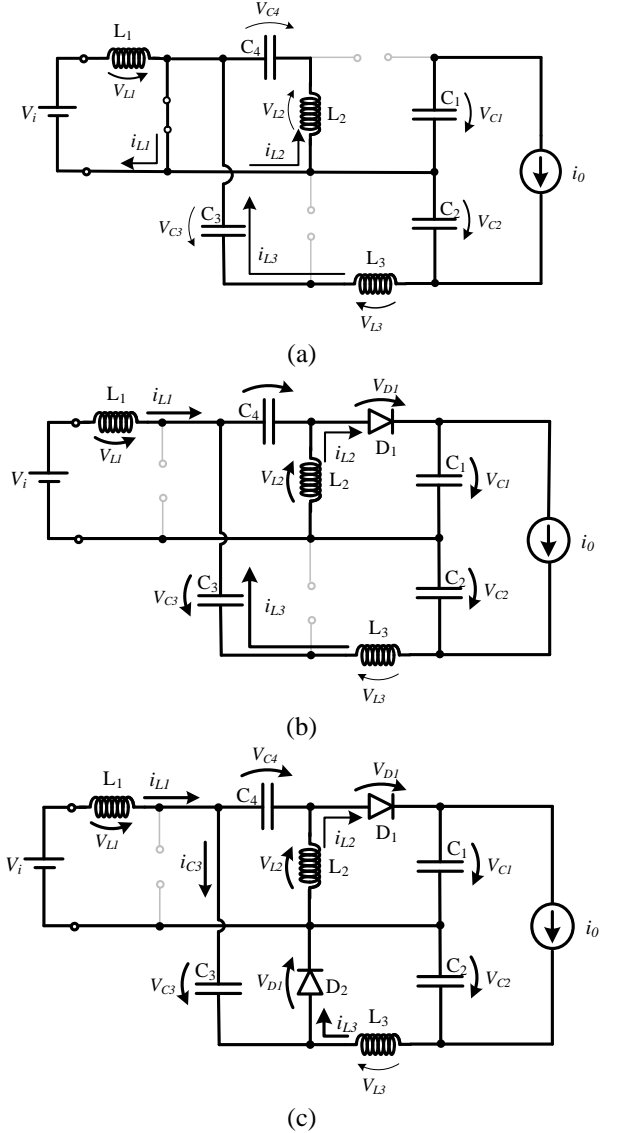 V_C4
L₁
C₄
V_L1
V_i
V_L2
L₂
C₁
V_C1
i_L1
i_L2
i_0
C₃
C₂
V_C3
V_C2
i_L3
L₃
V_L3
(a)
V_D1
L₁
i_L1
C₄
D₁
V_L1
i_L2
V_i
V_L2
L₂
C₁
V_C1
i_0
C₃
C₂
V_C3
i_L3
V_C2
L₃
V_L3
(b)
V_C4
V_D1
L₁
i_L1
C₄
D₁
V_L1
i_L2
V_i
i_C3
V_L2
L₂
C₁
V_C1
i_0
C₃
C₂
V_C3
V_D1
D₂
V_C2
i_L3
L₃
V_L3
(c)